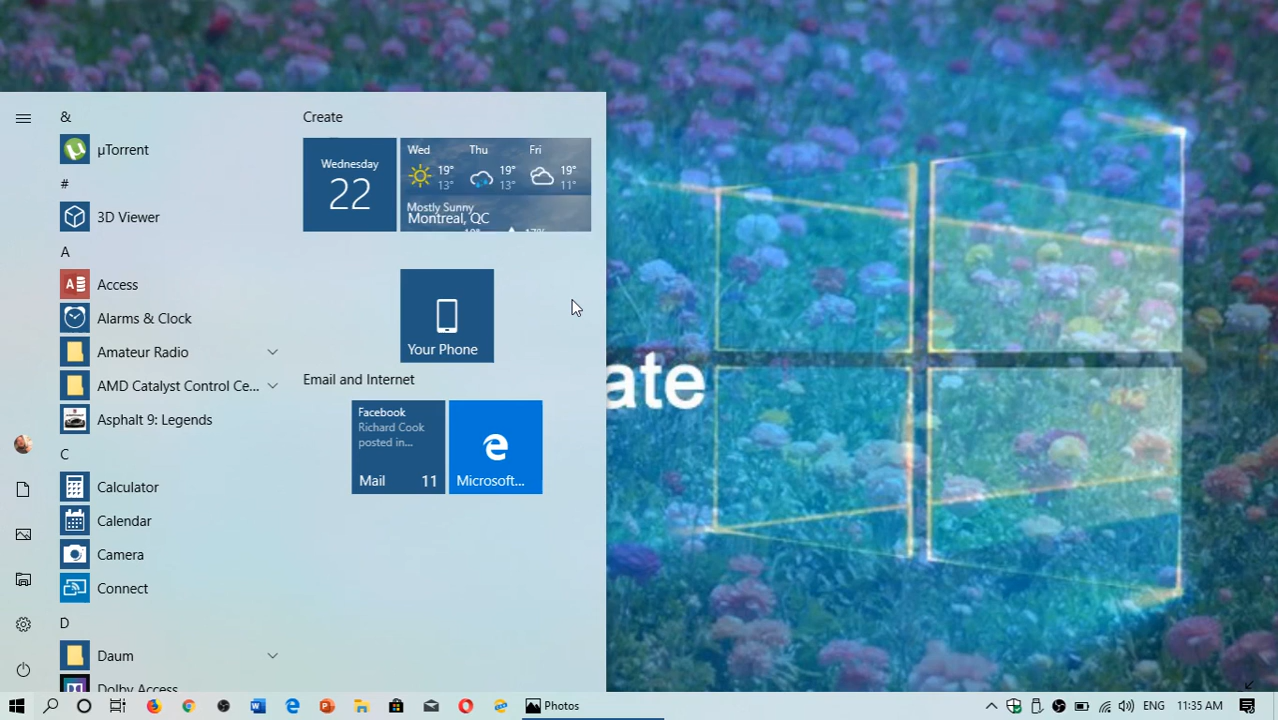 &
µTorrent
#
3D Viewer
A
Access
Alarms & Clock
Amateur Radio
AMD Catalyst Control Ce...
Asphalt 9: Legends
C
Calculator
Calendar
Camera
Connect
D
Daum
Dolby Access
Create
Wednesday
22
Wed Thu Fri
19° 19° 19°
13° 13° 11°
Mostly Sunny
Montreal, QC
Your Phone
Email and Internet
Facebook
Richard Cook
posted in...
Mail 11
Microsoft...
ate
Photos
ENG 11:35 AM